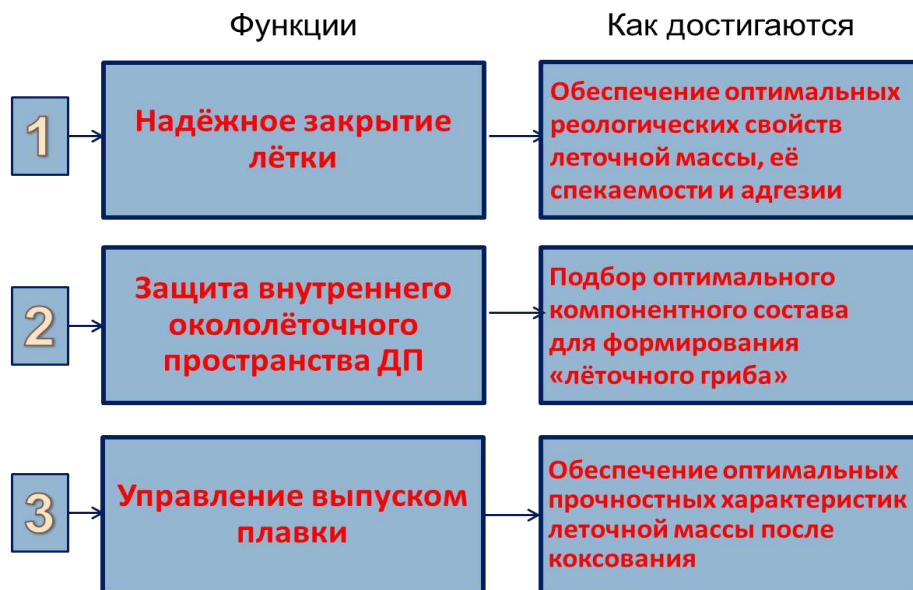 Функции
Как достигаются
1
Надёжное закрытие
лётки
Обеспечение оптимальных
реологических свойств
леточной массы, её
спекаемости и адгезии
2
Защита внутреннего
окололёточного
пространства ДП
Подбор оптимального
компонентного состава
для формирования
«лёточного гриба»
3
Управление выпуском
плавки
Обеспечение оптимальных
прочностных характеристик
леточной массы после
коксования